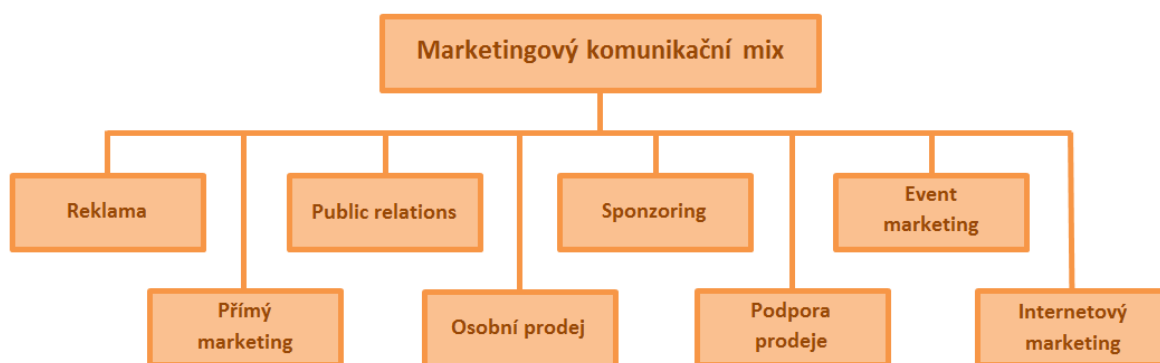 Marketingový komunikační mix
Reklama
Public relations
Sponzoring
Event
marketing
Přímý
marketing
Osobní prodej
Podpora
prodeje
Internetový
marketing